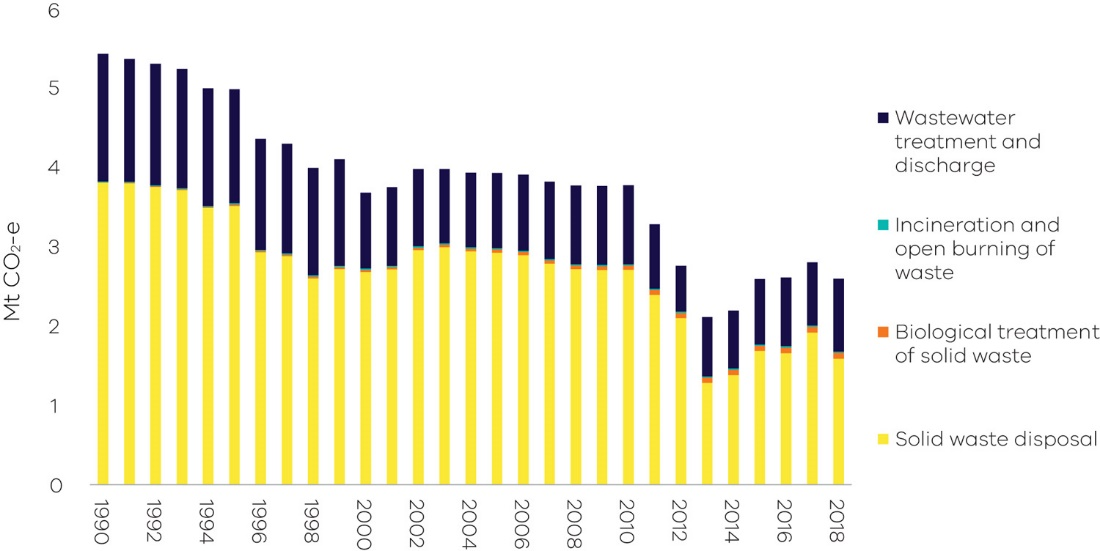 6
5
4
3
2
1
0
Mt CO₂-e
1990
1992
1994
1996
1998
2000
2002
2004
2006
2008
2010
2012
2014
2016
2018
Wastewater
treatment and
discharge
Incineration and
open burning of
waste
Biological treatment
of solid waste
Solid waste disposal